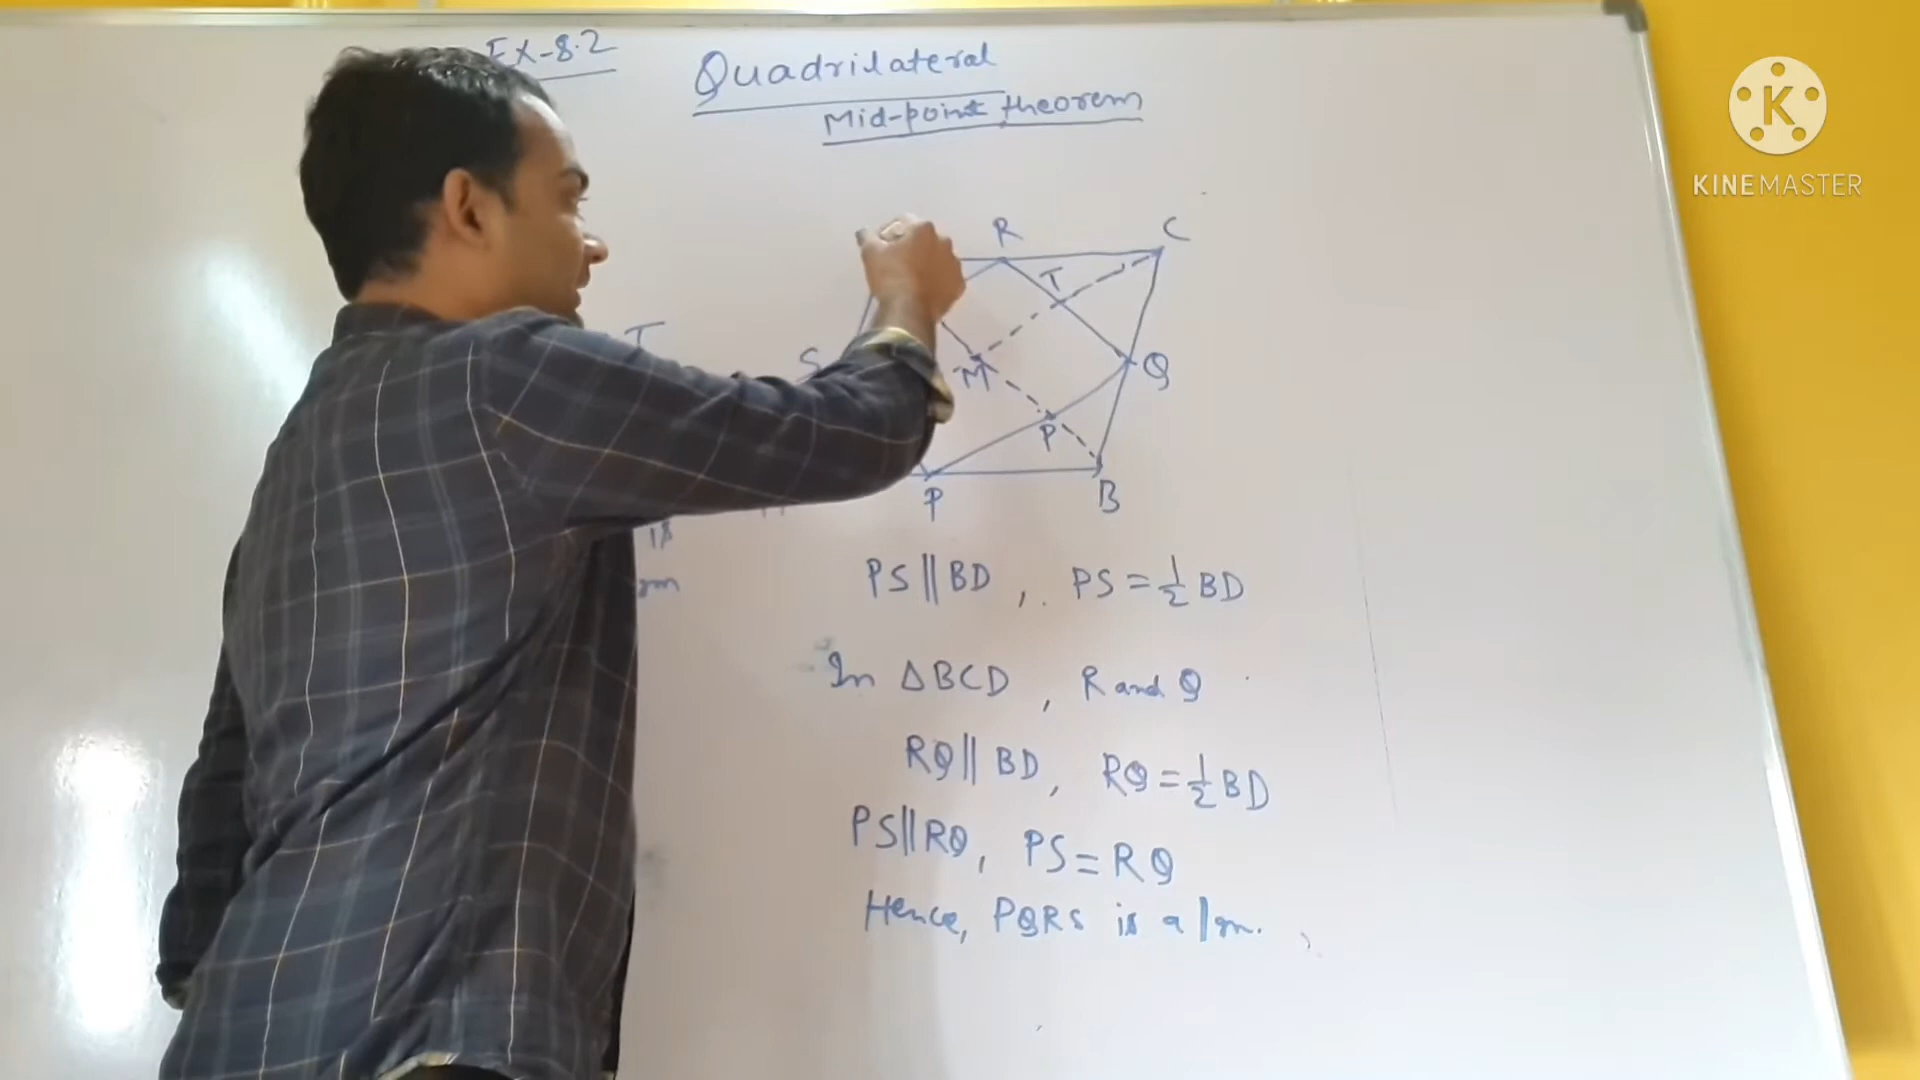 EX-8.2
Quadrilateral
Mid-point theorem
K
KINEMASTER
R
C
T
T
S
M
Q
P
P
B
PS || BD , PS = 1/2 BD
In ΔBCD , R and Q
RQ || BD , RQ = 1/2 BD
PS || RQ , PS = RQ
Hence, PQRS is a ||gm.